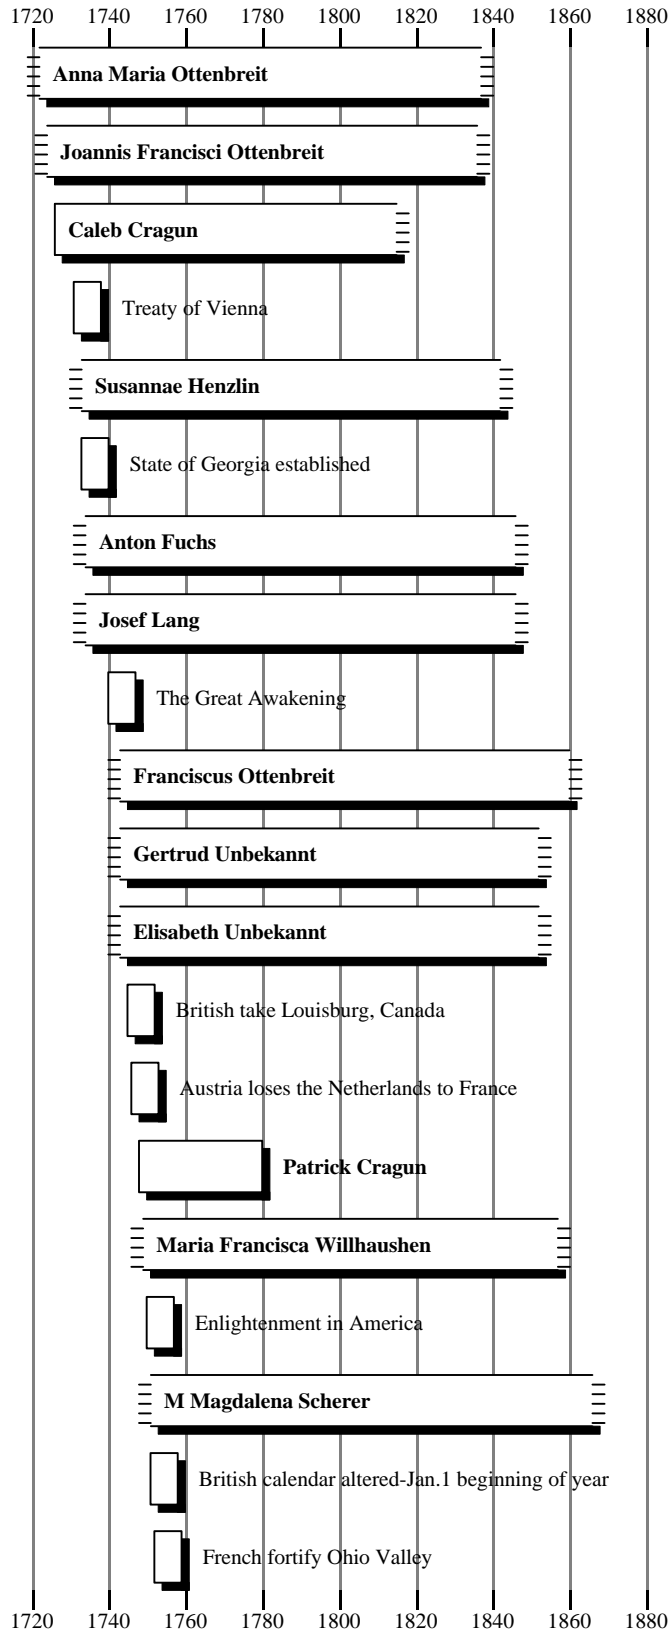 1720 1740 1760 1780 1800 1820 1840 1860 1880
Anna Maria Ottenbreit
Joannis Francisci Ottenbreit
Caleb Cragun
Treaty of Vienna
Susannae Henzlin
State of Georgia established
Anton Fuchs
Josef Lang
The Great Awakening
Franciscus Ottenbreit
Gertrud Unbekannt
Elisabeth Unbekannt
British take Louisburg, Canada
Austria loses the Netherlands to France
Patrick Cragun
Maria Francisca Willhaushen
Enlightenment in America
M Magdalena Scherer
British calendar altered-Jan.1 beginning of year
French fortify Ohio Valley
1720 1740 1760 1780 1800 1820 1840 1860 1880